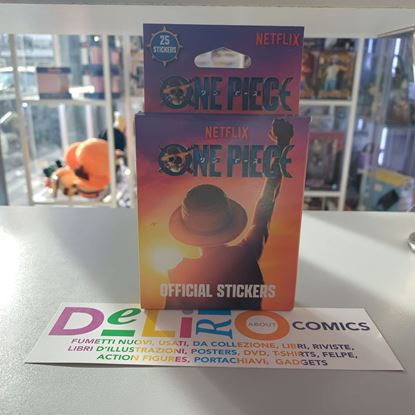 25
STICKERS
NETFLIX
ONE PIECE
NETFLIX
ONE PIECE
OFFICIAL STICKERS
DeLiRIO ABOUT COMICS
FUMETTI NUOVI, USATI, DA COLLEZIONE, LIBRI, RIVISTE,
LIBRI D'ILLUSTRAZIONI, POSTERS, DVD, T-SHIRTS, FELPE,
ACTION FIGURES, PORTACHIAVI, GADGETS